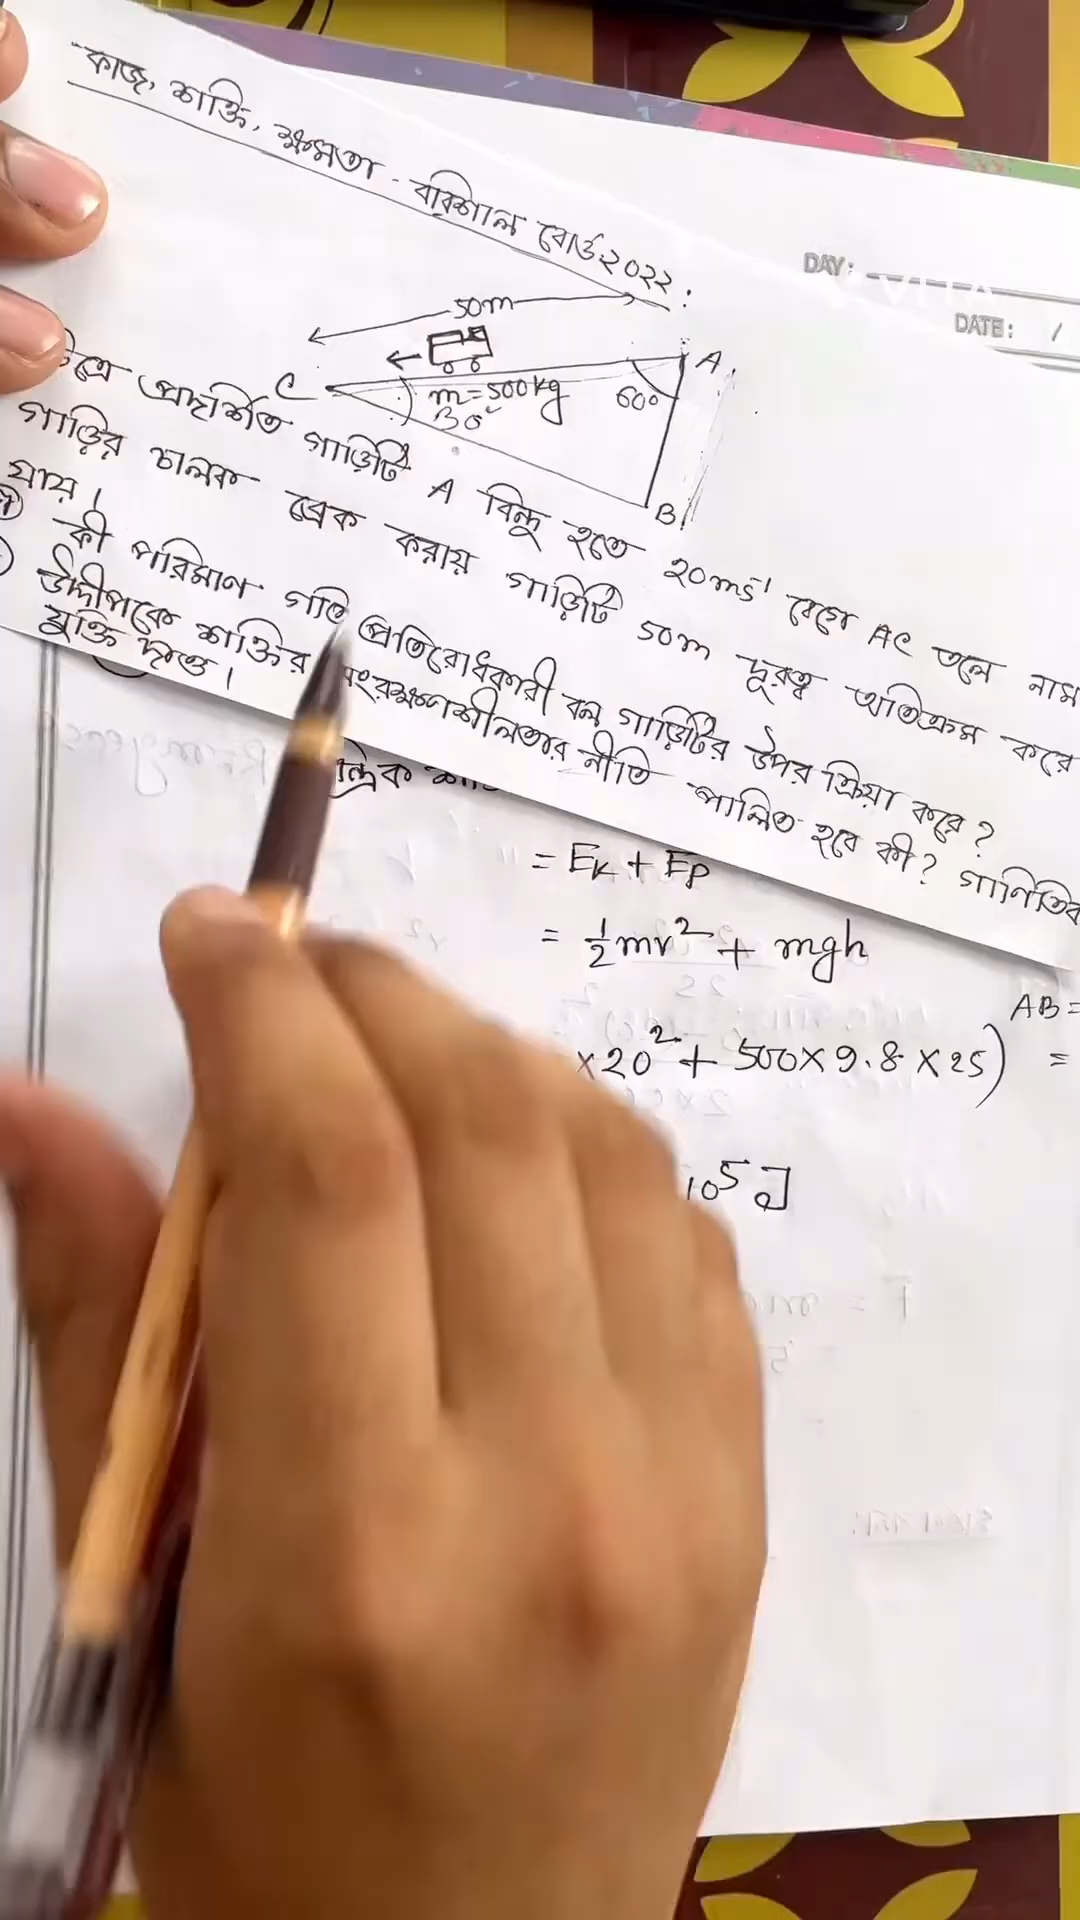 কাজ, শক্তি, ক্ষমতা - বরিশাল বোর্ড ২০২২:
DAY:
DATE: /
50m
A
C
m=500kg
60°
30°
B
চিত্রে প্রদর্শিত গাড়িটি A বিন্দু হতে 20ms⁻¹ বেগে AC তলে নাম
গাড়ির চালক ব্রেক করায় গাড়িটি 50m দূরত্ব অতিক্রম করে
যায়।
কী পরিমাণ গতি প্রতিরোধকারী বল গাড়িটির উপর ক্রিয়া করে?
উদ্দীপকে শক্তির সংরক্ষণশীলতার নীতি পালিত হবে কী? গাণিতিক
যুক্তি দাও।
= Eₖ + Eₚ
= ½mv² + mgh
AB =
×20² + 500×9.8×25) =
10⁵ J